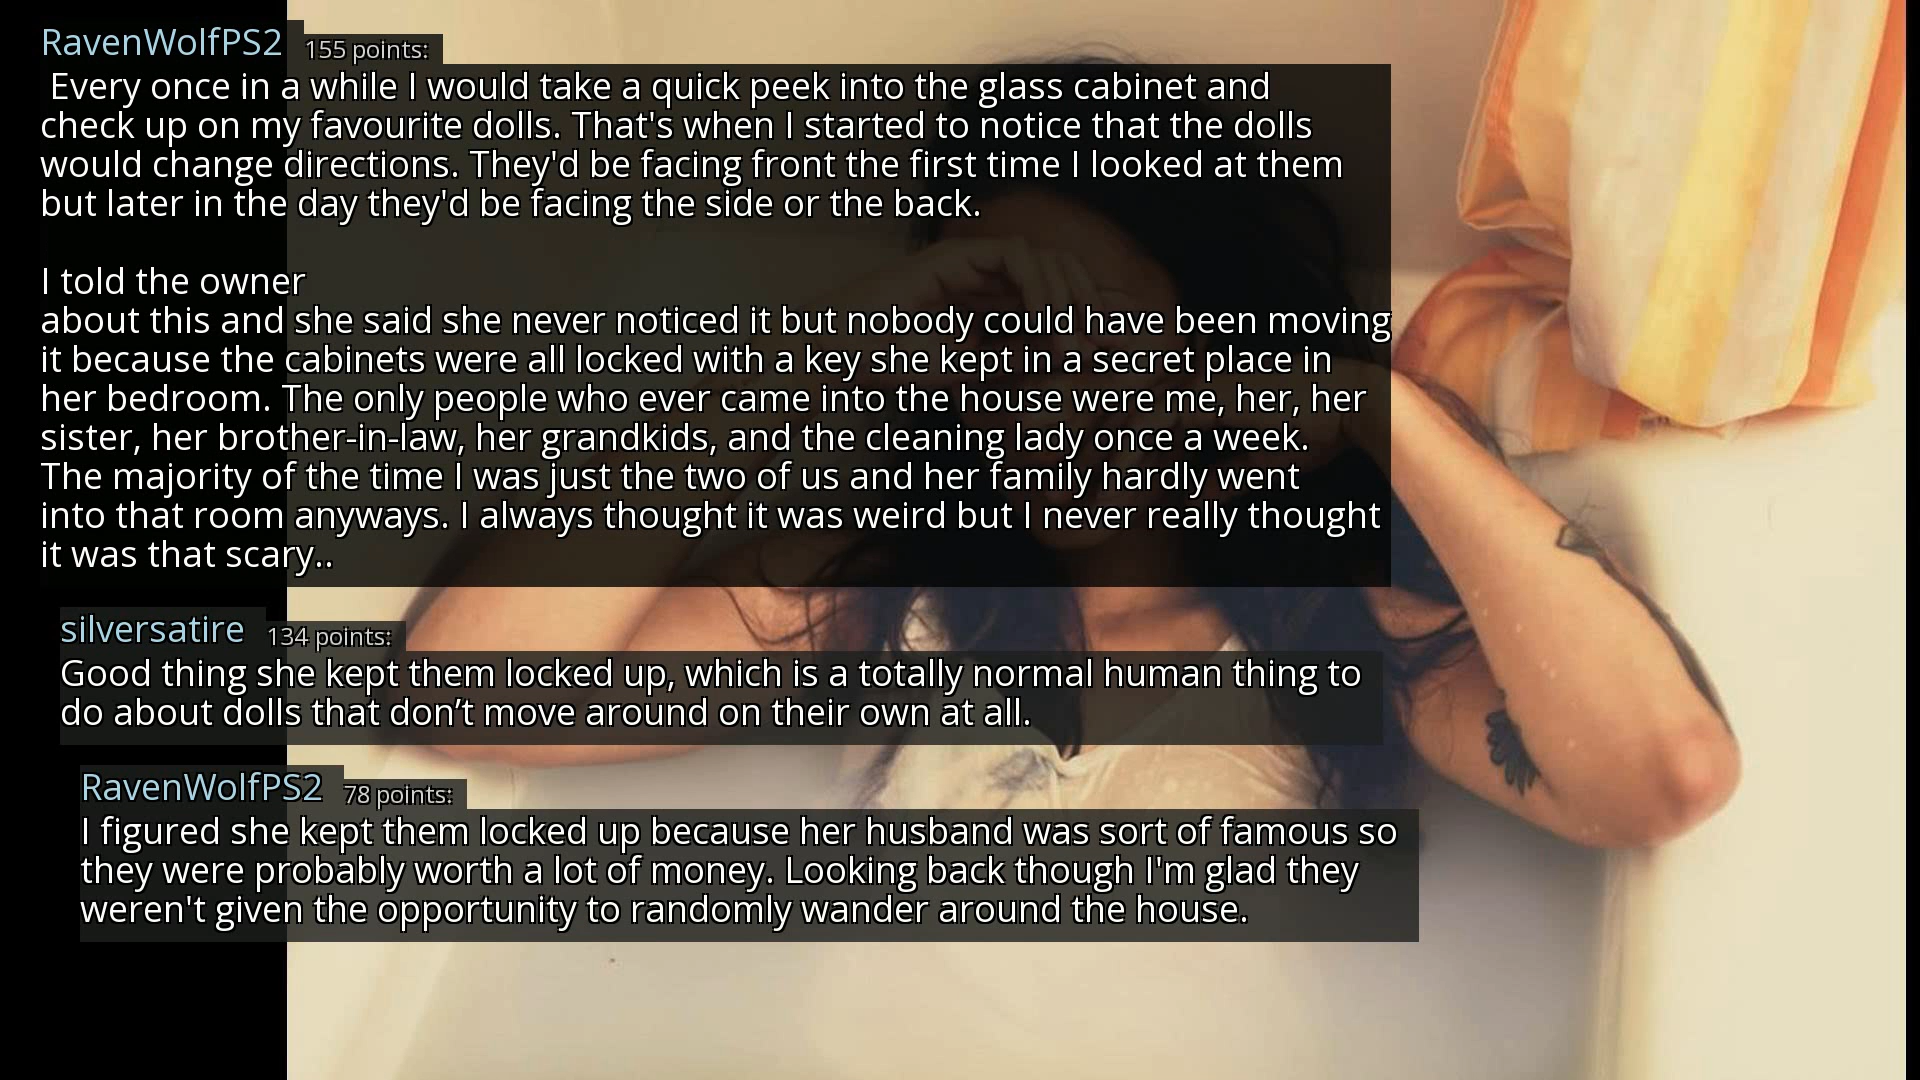 RavenWolfPS2 155 points:
Every once in a while I would take a quick peek into the glass cabinet and
check up on my favourite dolls. That's when I started to notice that the dolls
would change directions. They'd be facing front the first time I looked at them
but later in the day they'd be facing the side or the back.
I told the owner
about this and she said she never noticed it but nobody could have been moving
it because the cabinets were all locked with a key she kept in a secret place in
her bedroom. The only people who ever came into the house were me, her, her
sister, her brother-in-law, her grandkids, and the cleaning lady once a week.
The majority of the time I was just the two of us and her family hardly went
into that room anyways. I always thought it was weird but I never really thought
it was that scary..
silversatire 134 points:
Good thing she kept them locked up, which is a totally normal human thing to
do about dolls that don’t move around on their own at all.
RavenWolfPS2 78 points:
I figured she kept them locked up because her husband was sort of famous so
they were probably worth a lot of money. Looking back though I'm glad they
weren't given the opportunity to randomly wander around the house.